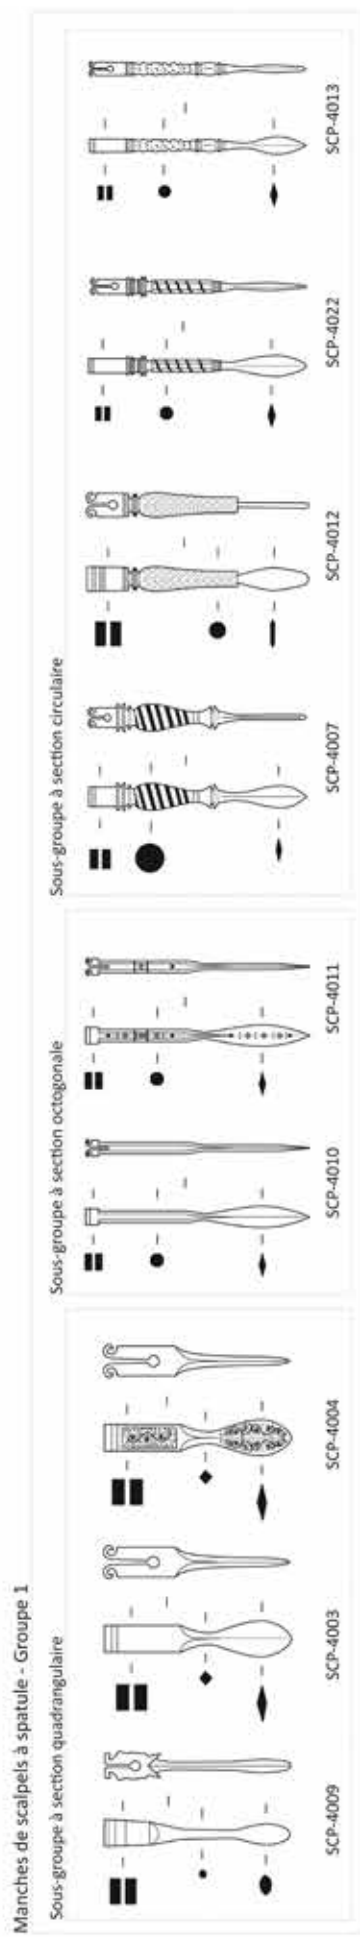 Manches de scalpels à spatule - Groupe 1
Sous-groupe à section quadrangulaire
SCP-4009
SCP-4003
SCP-4004
Sous-groupe à section octogonale
SCP-4010
SCP-4011
Sous-groupe à section circulaire
SCP-4007
SCP-4012
SCP-4022
SCP-4013